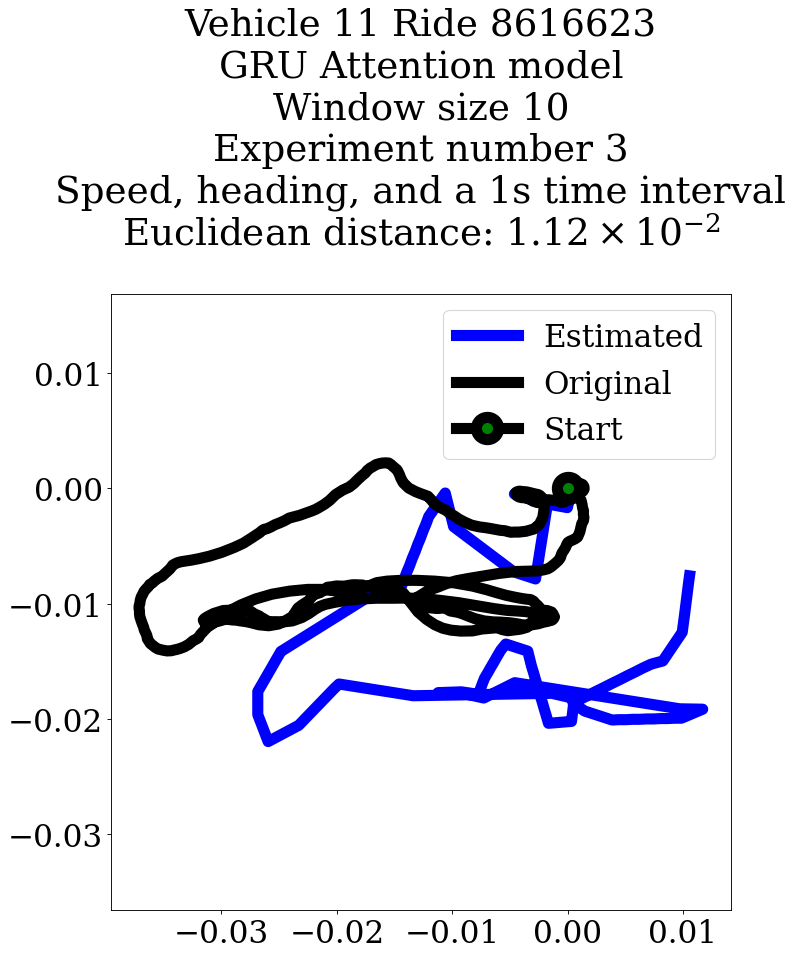 Vehicle 11 Ride 8616623
GRU Attention model
Window size 10
Experiment number 3
Speed, heading, and a 1s time interval
Euclidean distance: 1.12 × 10⁻²
Estimated
Original
Start
0.01
0.00
−0.01
−0.02
−0.03
−0.03 −0.02 −0.01 0.00 0.01